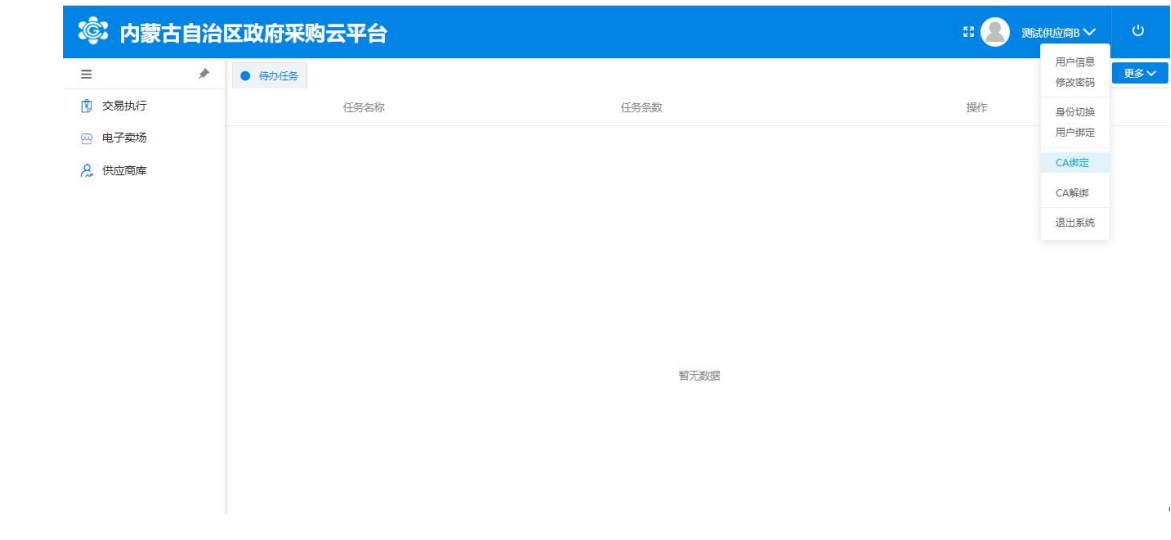 内蒙古自治区政府采购云平台
测试供应商B
用户信息
修改密码
身份切换
用户绑定
CA绑定
CA解绑
退出系统
更多
待办任务
交易执行
电子卖场
供应商库
任务名称 任务条数 操作
暂无数据